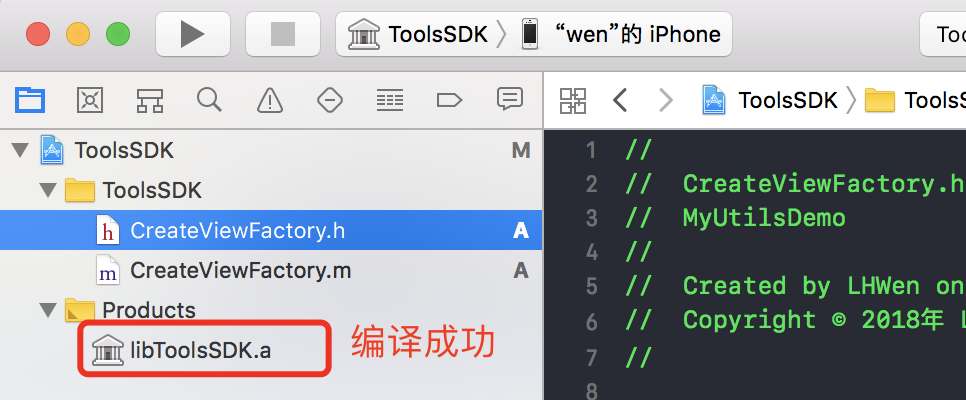 ToolsSDK
“wen”的 iPhone
Too
ToolsSDK M
ToolsSDK
CreateViewFactory.h A
CreateViewFactory.m A
Products
libToolsSDK.a
编译成功
ToolsSDK ToolsS
1 //
2 // CreateViewFactory.h
3 // MyUtilsDemo
4 //
5 // Created by LHWen on
6 // Copyright © 2018年 L
7 //
8